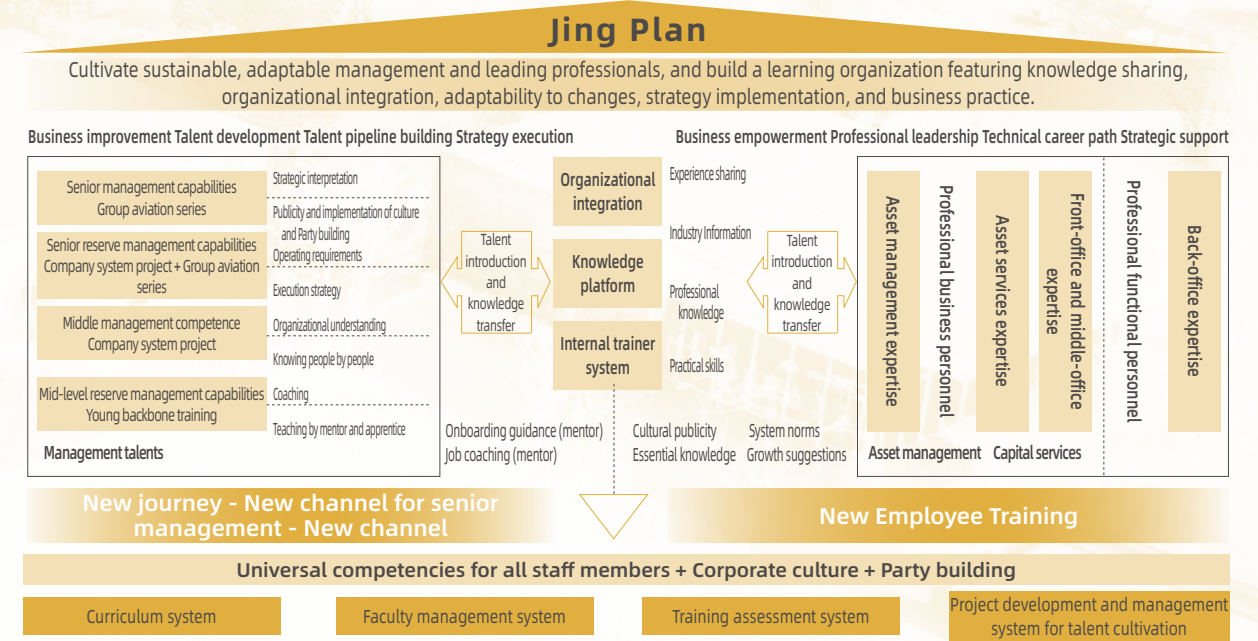 Jing Plan
Cultivate sustainable, adaptable management and leading professionals, and build a learning organization featuring knowledge sharing,
organizational integration, adaptability to changes, strategy implementation, and business practice.
Business improvement Talent development Talent pipeline building Strategy execution
Business empowerment Professional leadership Technical career path Strategic support
Senior management capabilities
Group aviation series
Senior reserve management capabilities
Company system project + Group aviation
series
Middle management competence
Company system project
Mid-level reserve management capabilities
Young backbone training
Management talents
Strategic interpretation
Publicity and implementation of culture
and Party building
Operating requirements
Execution strategy
Organizational understanding
Knowing people by people
Coaching
Teaching by mentor and apprentice
Talent
introduction
and
knowledge
transfer
Organizational
integration
Knowledge
platform
Internal trainer
system
Experience sharing
Industry Information
Professional
knowledge
Practical skills
Talent
introduction
and
knowledge
transfer
Asset management expertise
Professional business personnel
Asset services expertise
Front-office and middle-office
expertise
Professional functional personnel
Back-office expertise
Asset management
Capital services
Onboarding guidance (mentor)
Job coaching (mentor)
Cultural publicity
System norms
Essential knowledge
Growth suggestions
New journey - New channel for senior
management - New channel
New Employee Training
Universal competencies for all staff members + Corporate culture + Party building
Curriculum system
Faculty management system
Training assessment system
Project development and management
system for talent cultivation